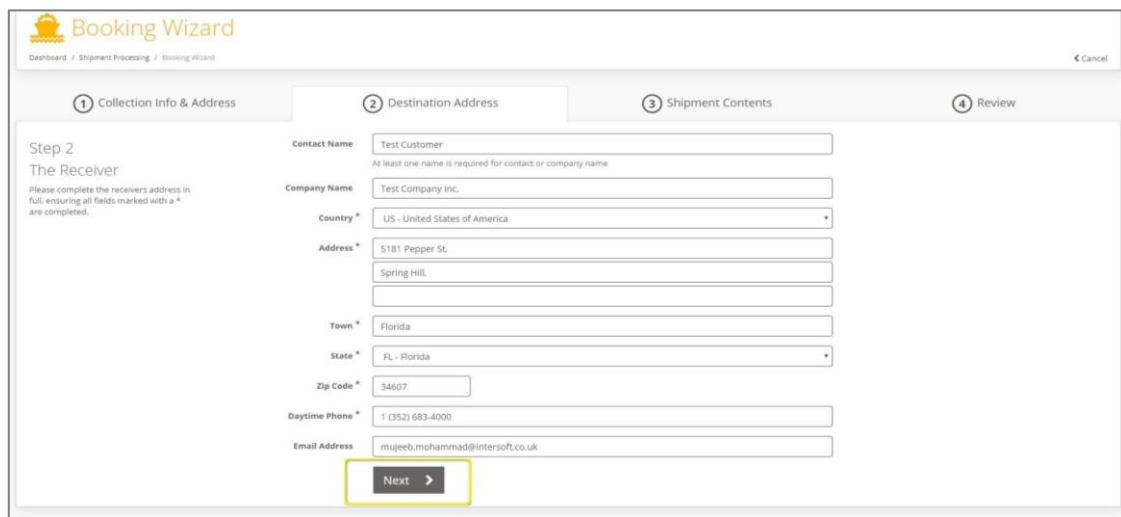 Booking Wizard
Dashboard / Shipment Processing / Booking Wizard
Cancel
1 Collection Info & Address
2 Destination Address
3 Shipment Contents
4 Review
Step 2
The Receiver
Please complete the receivers address in
full, ensuring all fields marked with a *
are completed.
Contact Name
Test Customer
At least one name is required for contact or company name
Company Name
Test Company Inc.
Country *
US - United States of America
Address *
5181 Pepper St,
Spring Hill,
Town *
Florida
State *
FL - Florida
Zip Code *
34607
Daytime Phone *
1 (352) 683-4000
Email Address
mujeeb.mohammad@intersoft.co.uk
Next